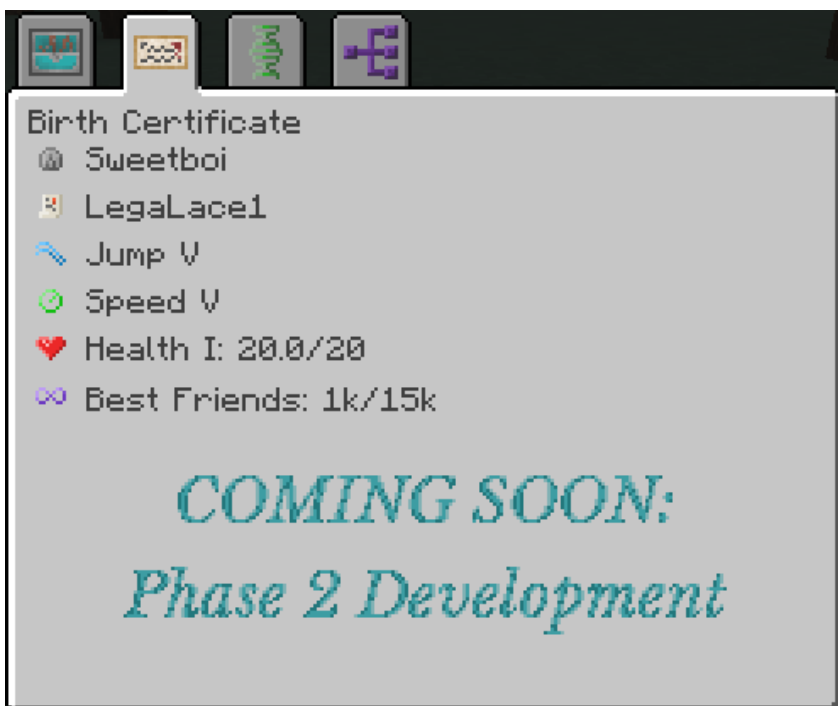 Birth Certificate
Sweetboi
LegaLace1
Jump V
Speed V
Health I: 20.0/20
Best Friends: 1k/15k
COMING SOON:
Phase 2 Development